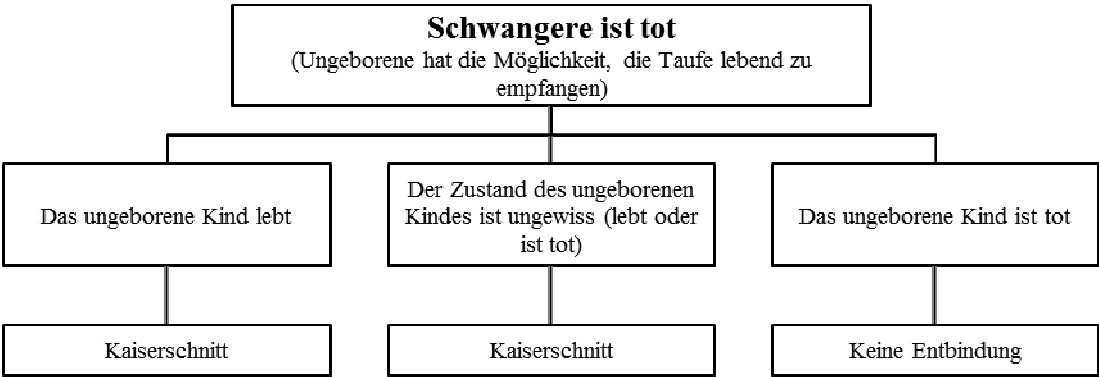 Schwangere ist tot
(Ungeborene hat die Möglichkeit, die Taufe lebend zu
empfangen)
Das ungeborene Kind lebt
Der Zustand des ungeborenen
Kindes ist ungewiss (lebt oder
ist tot)
Das ungeborene Kind ist tot
Kaiserschnitt
Kaiserschnitt
Keine Entbindung